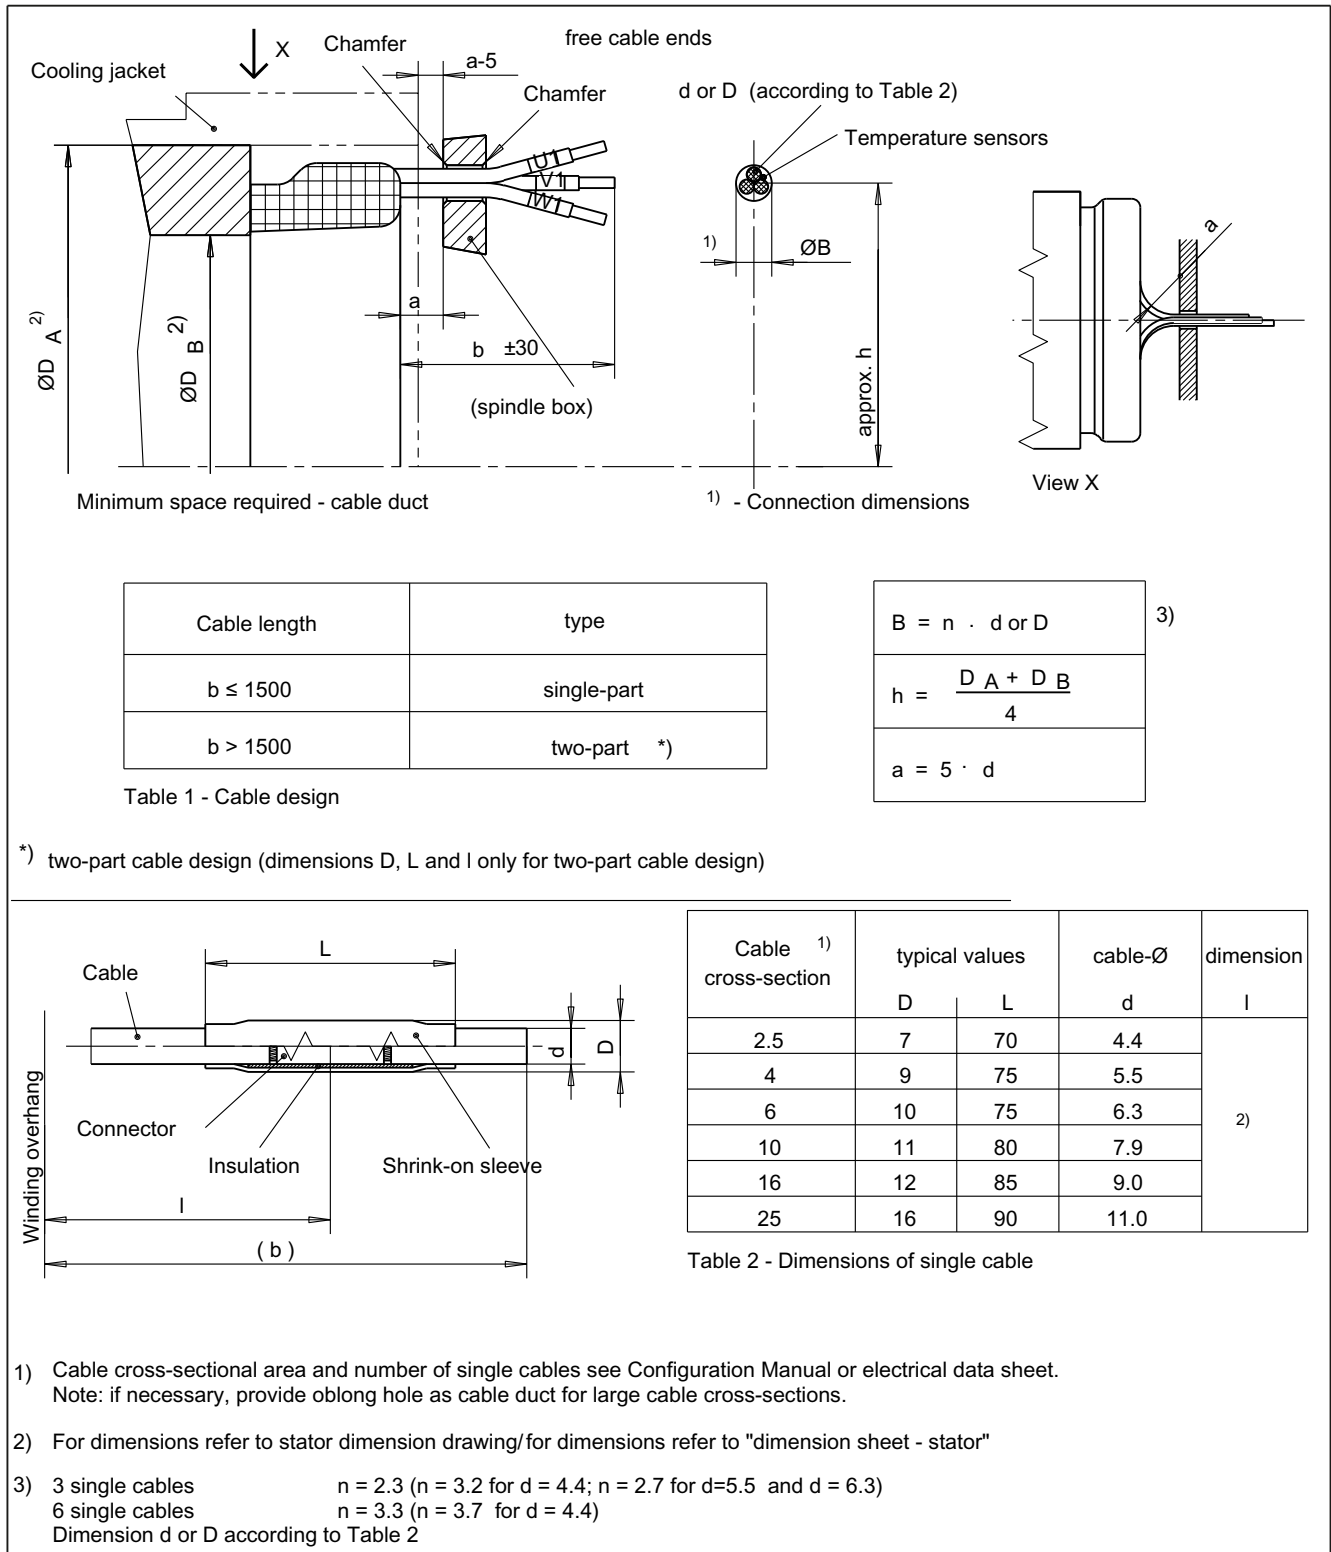 X
Chamfer
free cable ends
Cooling jacket
a-5
Chamfer
d or D (according to Table 2)
Temperature sensors
U1
V1
W1
1)
ØB
a
a
b ±30
ØD A 2)
ØD B 2)
approx. h
(spindle box)
View X
Minimum space required - cable duct
1) - Connection dimensions
Cable length type
b ≤ 1500 single-part
b > 1500 two-part *)
Table 1 - Cable design
B = n · d or D
3)
h = D A + D B
4
a = 5 · d
*) two-part cable design (dimensions D, L and l only for two-part cable design)
L
Cable
d
D
Connector
Insulation
Shrink-on sleeve
Winding overhang
l
( b )
Cable 1) typical values cable-Ø dimension
cross-section
D L d l
2.5 7 70 4.4
4 9 75 5.5
6 10 75 6.3
2)
10 11 80 7.9
16 12 85 9.0
25 16 90 11.0
Table 2 - Dimensions of single cable
1) Cable cross-sectional area and number of single cables see Configuration Manual or electrical data sheet.
Note: if necessary, provide oblong hole as cable duct for large cable cross-sections.
2) For dimensions refer to stator dimension drawing/for dimensions refer to "dimension sheet - stator"
3) 3 single cables n = 2.3 (n = 3.2 for d = 4.4; n = 2.7 for d=5.5 and d = 6.3)
6 single cables n = 3.3 (n = 3.7 for d = 4.4)
Dimension d or D according to Table 2